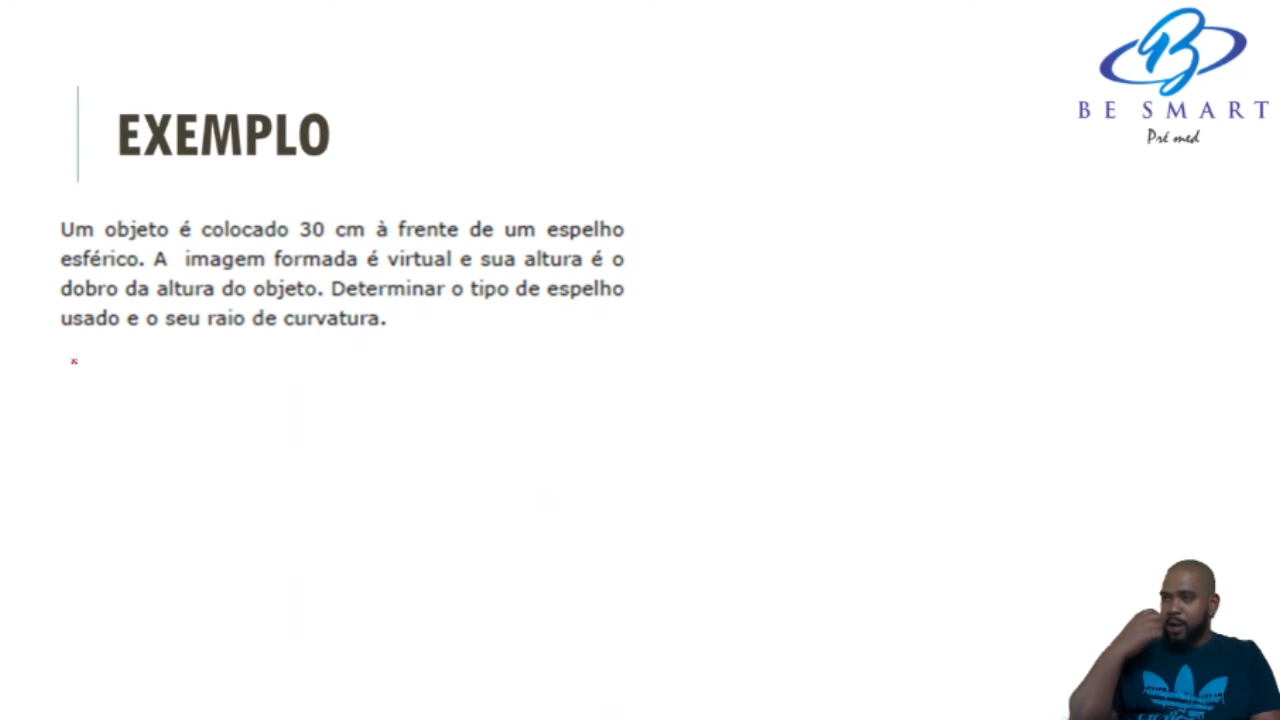 BE SMART
Pré med
EXEMPLO
Um objeto é colocado 30 cm à frente de um espelho
esférico. A imagem formada é virtual e sua altura é o
dobro da altura do objeto. Determinar o tipo de espelho
usado e o seu raio de curvatura.